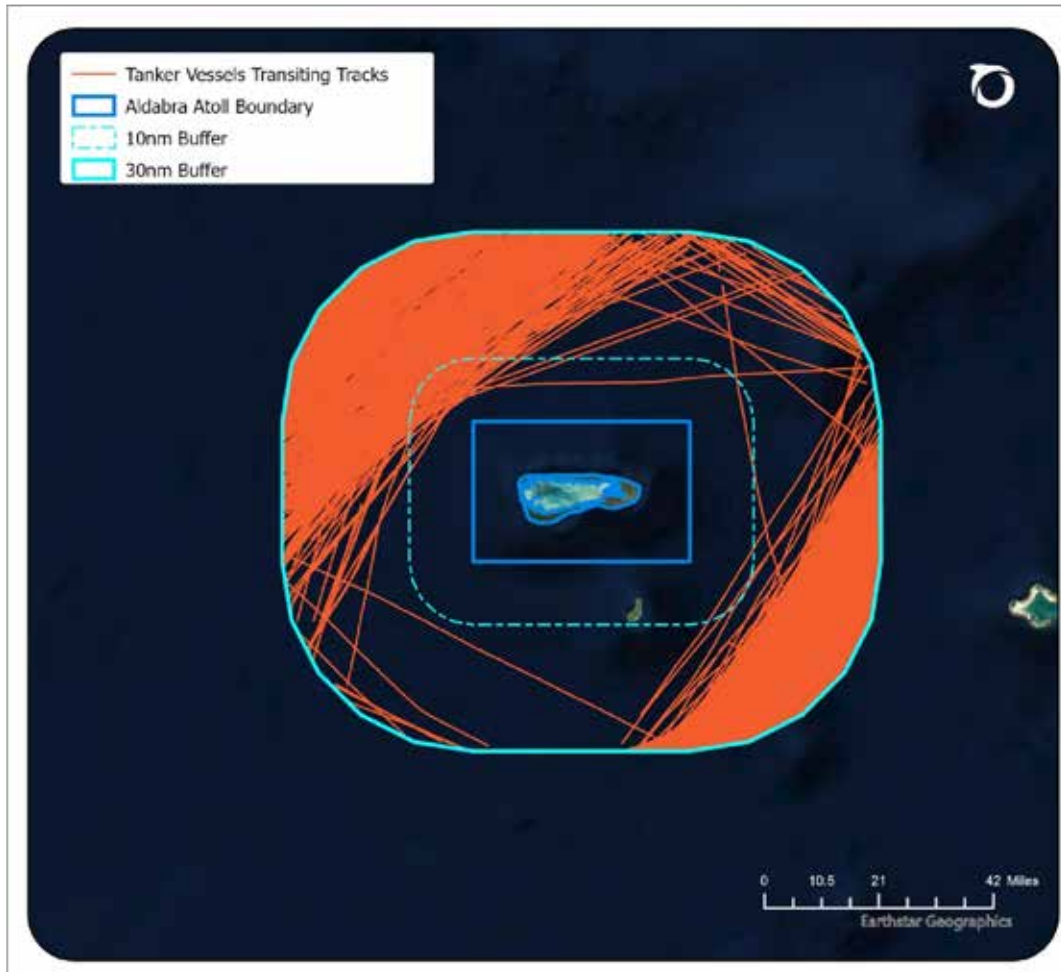 Tanker Vessels Transiting Tracks
Aldabra Atoll Boundary
10nm Buffer
30nm Buffer
0 10.5 21 42 Miles
Earthstar Geographics